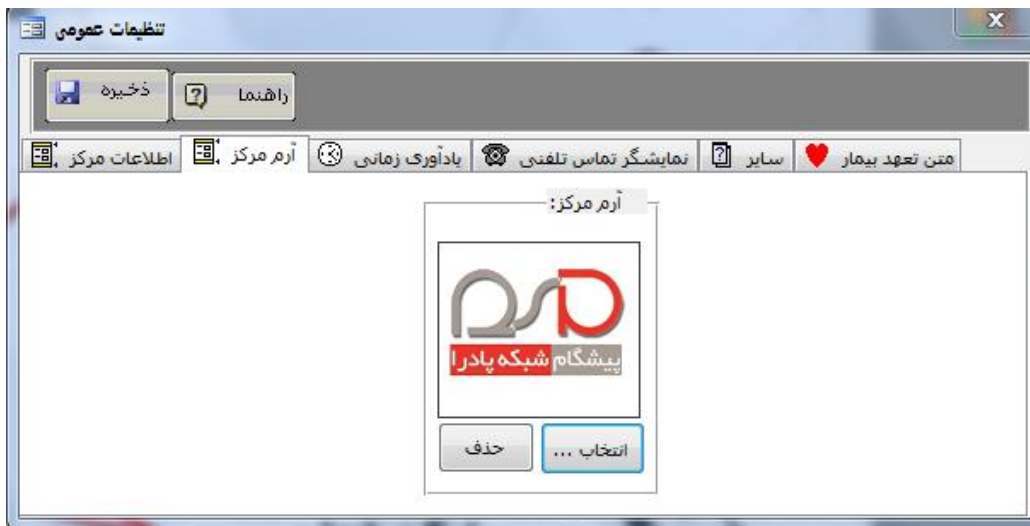 تنظیمات عمومی
ذخیره
راهنما
اطلاعات مرکز
آرم مرکز
یادآوری زمانی
نمایشگر تماس تلفنی
سایر
متن تعهد بیمار
آرم مرکز:
پیشگام شبکه پادرا
انتخاب ...
حذف